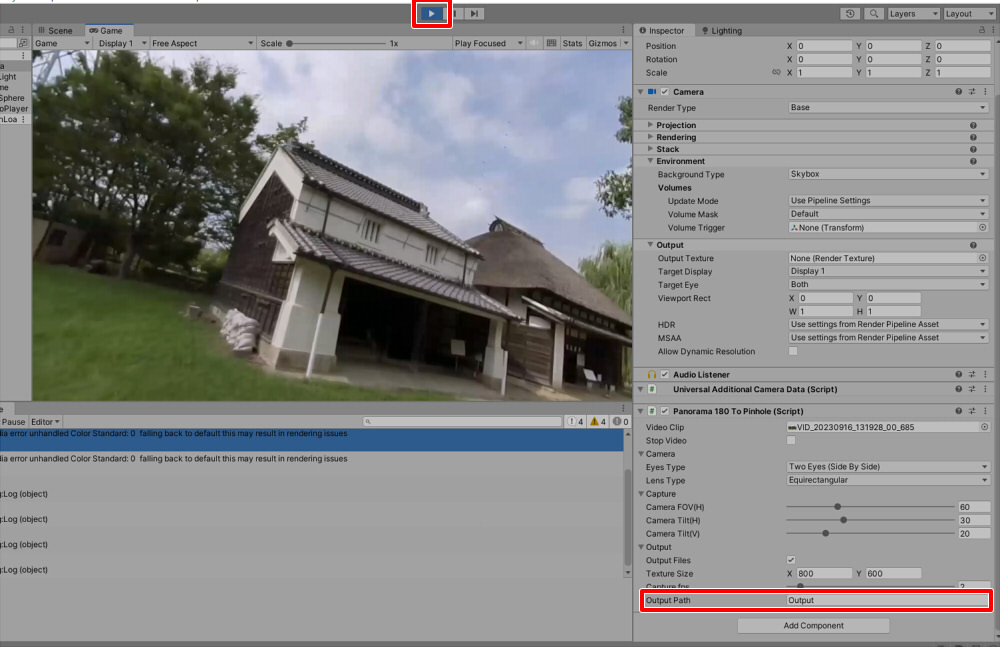 Layers
Layout
Scene
Game
Game
Display 1
Free Aspect
Scale
1x
Play Focused
Stats
Gizmos
ight
me
Sphere
oPlayer
nLoa
Pause
Editor
4
4
0
dia error unhandled Color Standard: 0 falling back to default this may result in rendering issues
dia error unhandled Color Standard: 0 falling back to default this may result in rendering issues
g:Log (object)
g:Log (object)
g:Log (object)
g:Log (object)
Inspector
Lighting
Position X 0 Y 0 Z 0
Rotation X 0 Y 0 Z 0
Scale X 1 Y 1 Z 1
Camera
Render Type Base
Projection
Rendering
Stack
Environment
Background Type Skybox
Volumes
Update Mode Use Pipeline Settings
Volume Mask Default
Volume Trigger None (Transform)
Output
Output Texture None (Render Texture)
Target Display Display 1
Target Eye Both
Viewport Rect X 0 Y 0
W 1 H 1
HDR Use settings from Render Pipeline Asset
MSAA Use settings from Render Pipeline Asset
Allow Dynamic Resolution
Audio Listener
# Universal Additional Camera Data (Script)
# Panorama 180 To Pinhole (Script)
Video Clip VID_20230916_131928_00_685
Stop Video
Camera
Eyes Type Two Eyes (Side By Side)
Lens Type Equirectangular
Capture
Camera FOV(H) 60
Camera Tilt(H) 30
Camera Tilt(V) 20
Output
Output Files
Texture Size X 800 Y 600
Capture fps 2
Output Path Output
Add Component